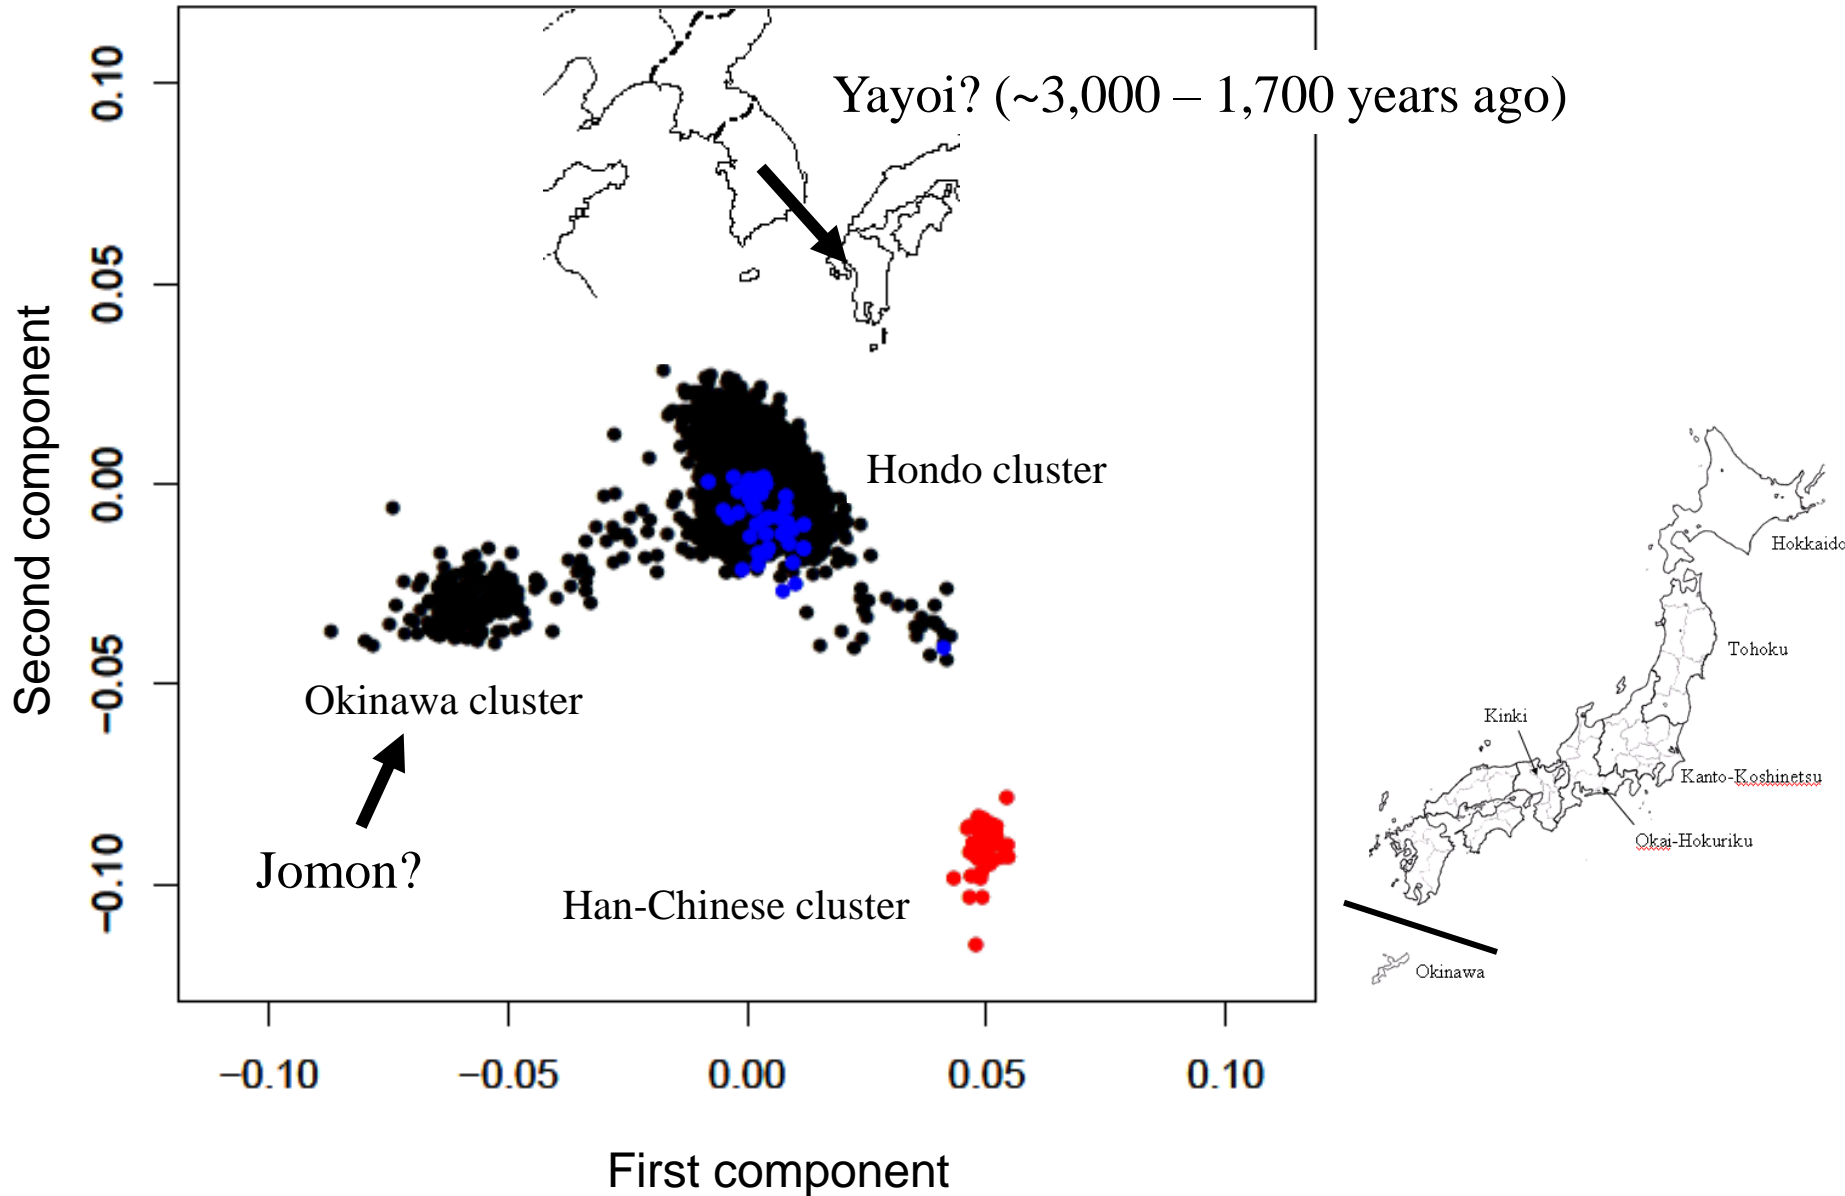 Yayoi? (~3,000 – 1,700 years ago)
0.10
0.05
0.00
−0.05
−0.10
Second component
Hondo cluster
Okinawa cluster
Jomon?
Han-Chinese cluster
−0.10
−0.05
0.00
0.05
0.10
First component
Hokkaido
Tohoku
Kinki
Kanto-Koshinetsu
Okai-Hokuriku
Okinawa